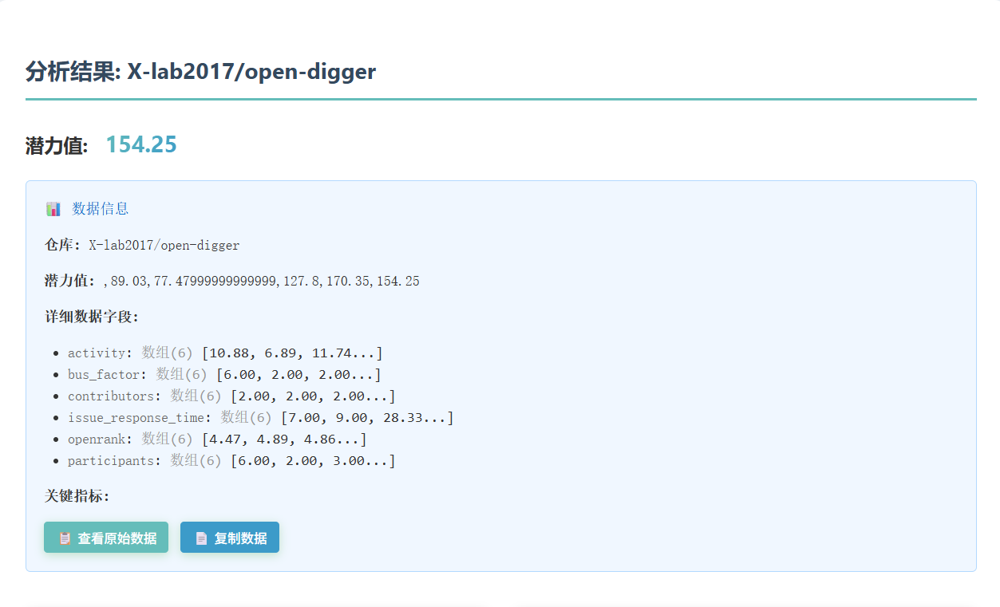 分析结果: X-lab2017/open-digger
潜力值: 154.25
数据信息
仓库: X-lab2017/open-digger
潜力值: ,89.03,77.47999999999999,127.8,170.35,154.25
详细数据字段:
activity: 数组(6) [10.88, 6.89, 11.74...]
bus_factor: 数组(6) [6.00, 2.00, 2.00...]
contributors: 数组(6) [2.00, 2.00, 2.00...]
issue_response_time: 数组(6) [7.00, 9.00, 28.33...]
openrank: 数组(6) [4.47, 4.89, 4.86...]
participants: 数组(6) [6.00, 2.00, 3.00...]
关键指标:
查看原始数据 复制数据